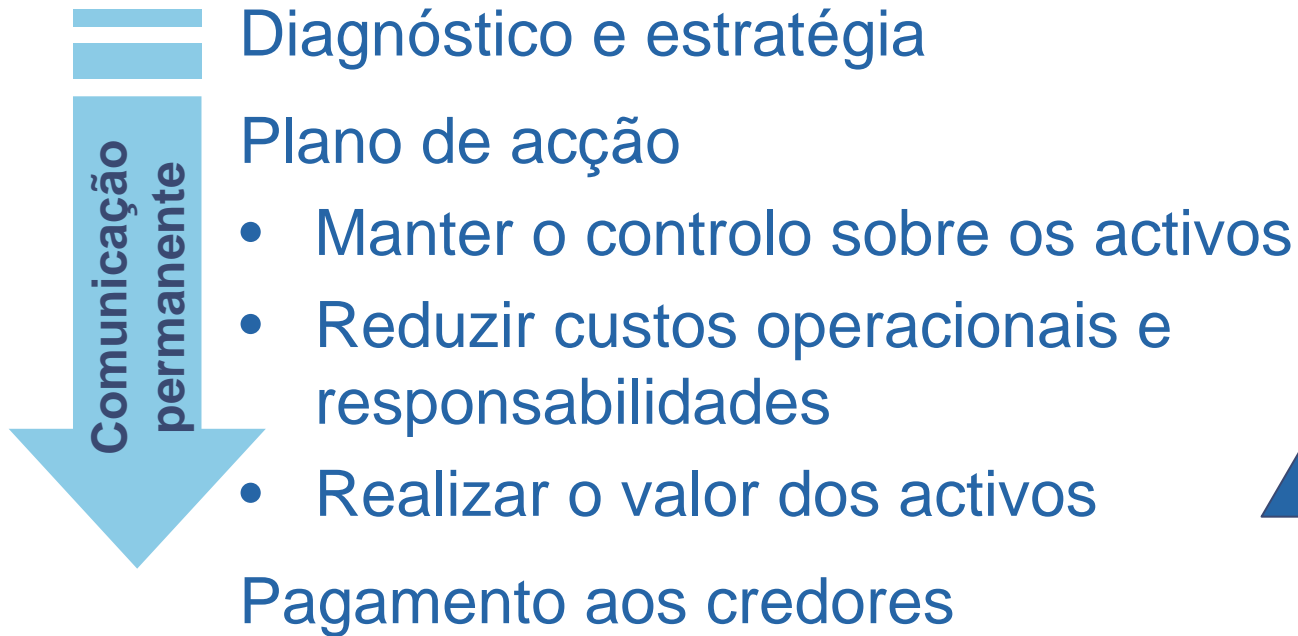 Diagnóstico e estratégia
Plano de acção
Comunicação
permanente
• Manter o controlo sobre os activos
• Reduzir custos operacionais e
responsabilidades
• Realizar o valor dos activos
Pagamento aos credores